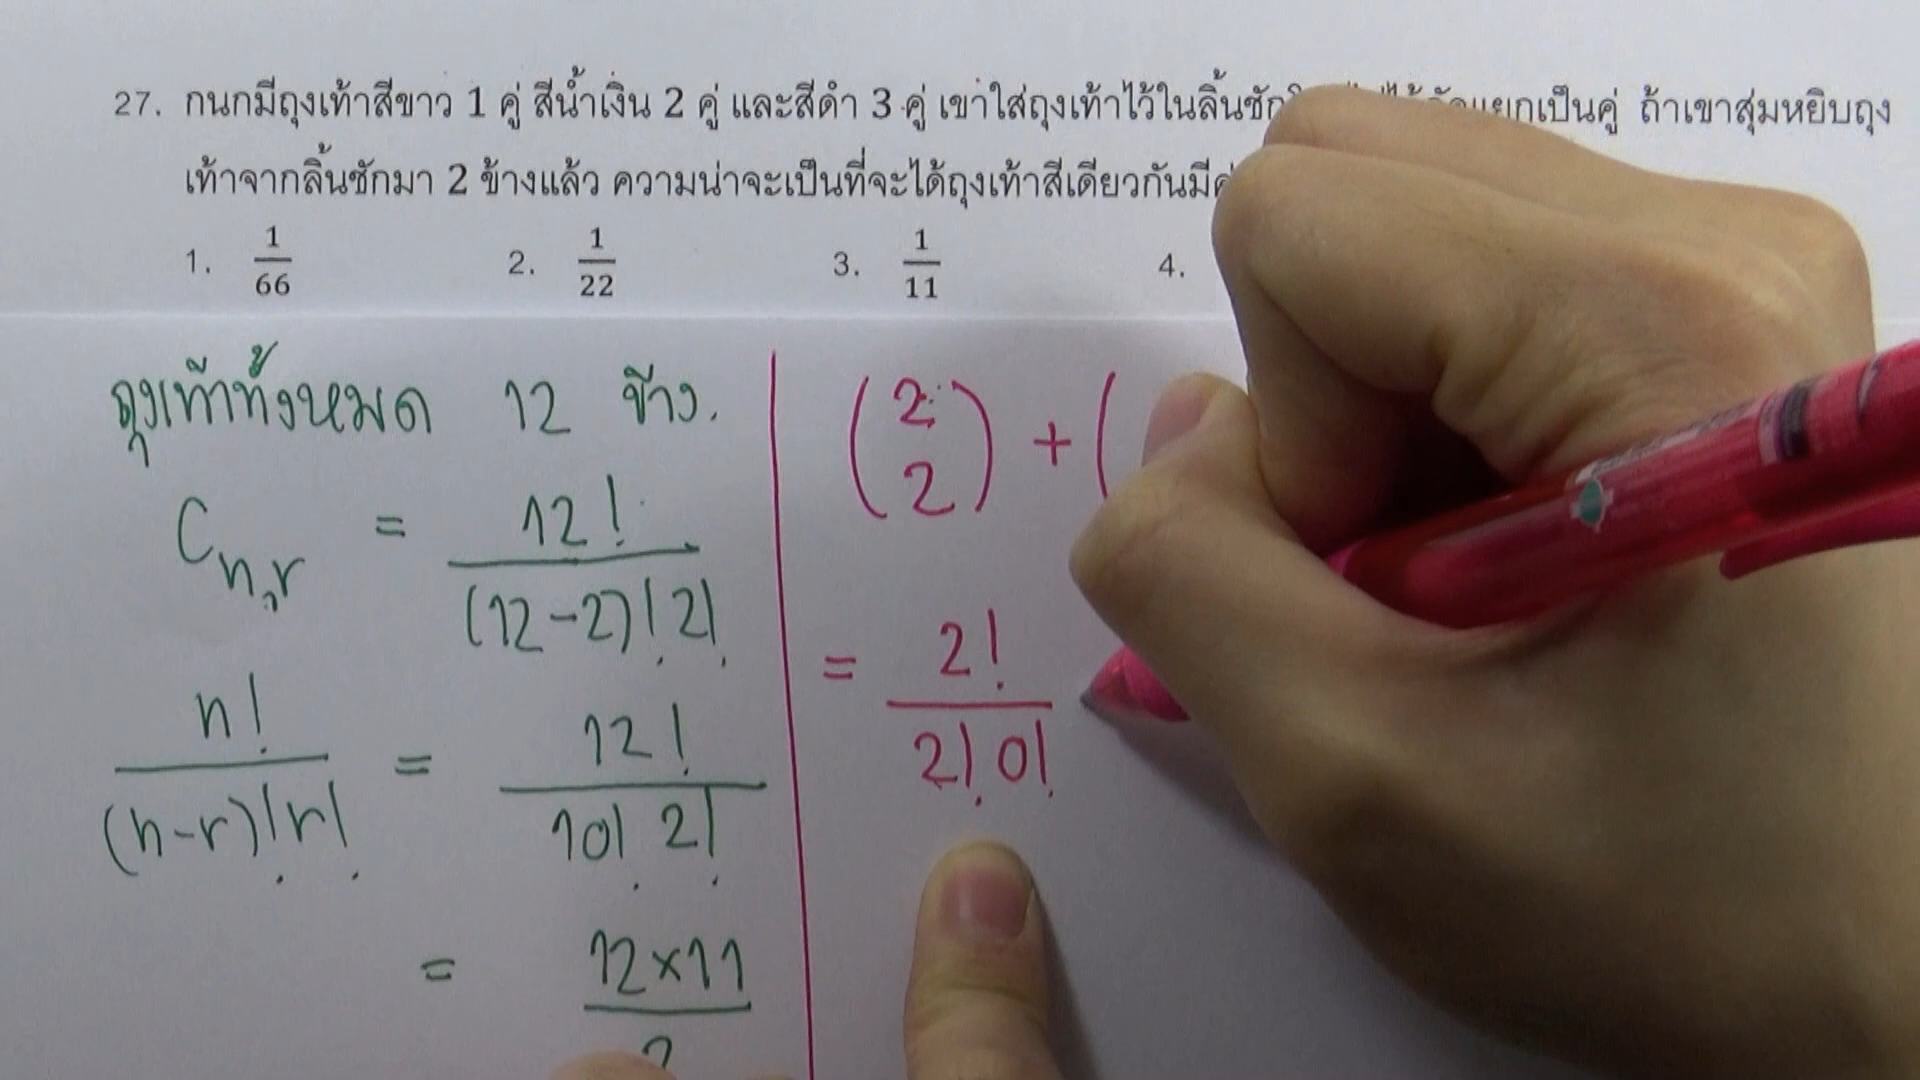 27. กนกมีถุงเท้าสีขาว 1 คู่ สีน้ำเงิน 2 คู่ และสีดำ 3 คู่ เขาใส่ถุงเท้าไว้ในลิ้นชัก แยกเป็นคู่ ถ้าเขาสุ่มหยิบถุง
เท้าจากลิ้นชักมา 2 ข้างแล้ว ความน่าจะเป็นที่จะได้ถุงเท้าสีเดียวกันมี
1. 1/66 2. 1/22 3. 1/11 4.
ถุงเท้าทั้งหมด 12 ข้าง.
C n,r = 12! / (12-2)! 2!
n! / (n-r)! r! = 12! / 10! 2!
= 12×11 / 2
(2 2) + (
= 2! / 2! 0!